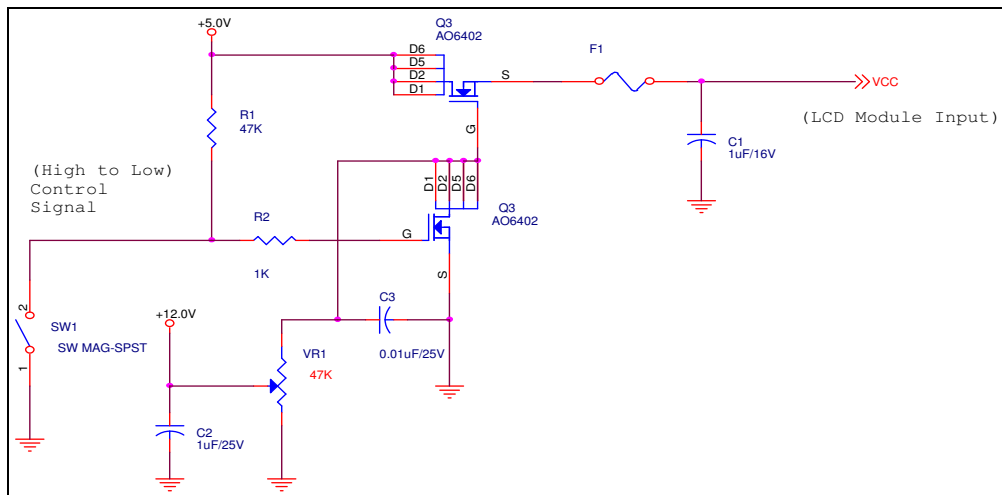 +5.0V
Q3
AO6402
D6
D5
D2
D1
S
G
F1
VCC
(LCD Module Input)
C1
1uF/16V
R1
47K
(High to Low)
Control
Signal
D1
D2
D5
D6
Q3
AO6402
R2
1K
G
S
2
SW1
SW MAG-SPST
1
+12.0V
C3
0.01uF/25V
VR1
47K
C2
1uF/25V